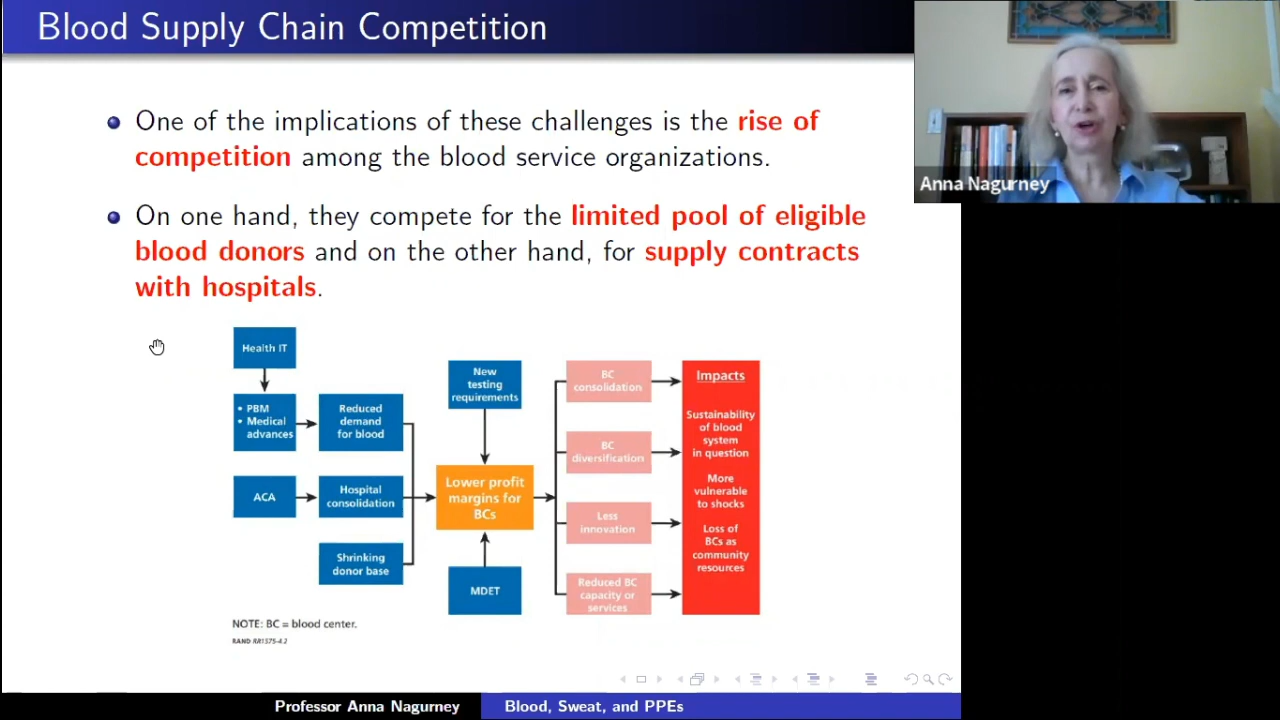 Blood Supply Chain Competition
One of the implications of these challenges is the rise of
competition among the blood service organizations.
On one hand, they compete for the limited pool of eligible
blood donors and on the other hand, for supply contracts
with hospitals.
Anna Nagurney
Health IT
• PBM
• Medical
advances
Reduced
demand
for blood
ACA
Hospital
consolidation
Shrinking
donor base
New
testing
requirements
Lower profit
margins for
BCs
MDET
BC
consolidation
BC
diversification
Less
innovation
Reduced BC
capacity or
services
Impacts
Sustainability
of blood
system
in question
More
vulnerable
to shocks
Loss of
BCs as
community
resources
NOTE: BC = blood center.
RAND RR1575-4.2
Professor Anna Nagurney
Blood, Sweat, and PPEs